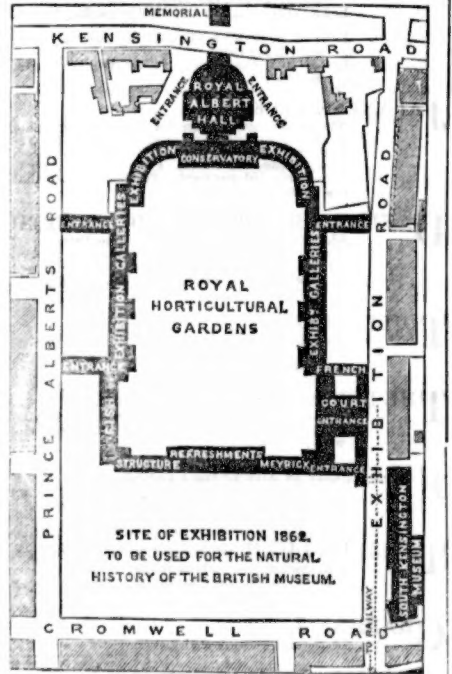 MEMORIAL
KENSINGTON ROAD
ENTRANCE
ROYAL
ALBERT
HALL
ENTRANCE
EXHIBITION
CONSERVATORY
EXHIBITION
PRINCE ALBERTS ROAD
ENTRANCE
EXHIBITION GALLERIES
ROYAL
HORTICULTURAL
GARDENS
EXHIBN GALLERIES
ENTRANCE
EXHIBITION ROAD
ENTRANCE
FRENCH
COURT
ENTRANCE
STRUCTURE
REFRESHMENTS
MEYRICK
ENTRANCE
SITE OF EXHIBITION 1862.
TO BE USED FOR THE NATURAL
HISTORY OF THE BRITISH MUSEUM.
SOUTH KENSINGTON
MUSEUM
TO RAILWAY
CROMWELL ROAD